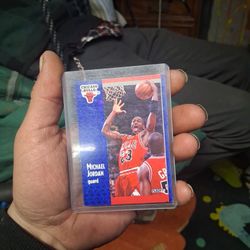 CHICAGO
BULLS
MICHAEL
JORDAN
guard
23